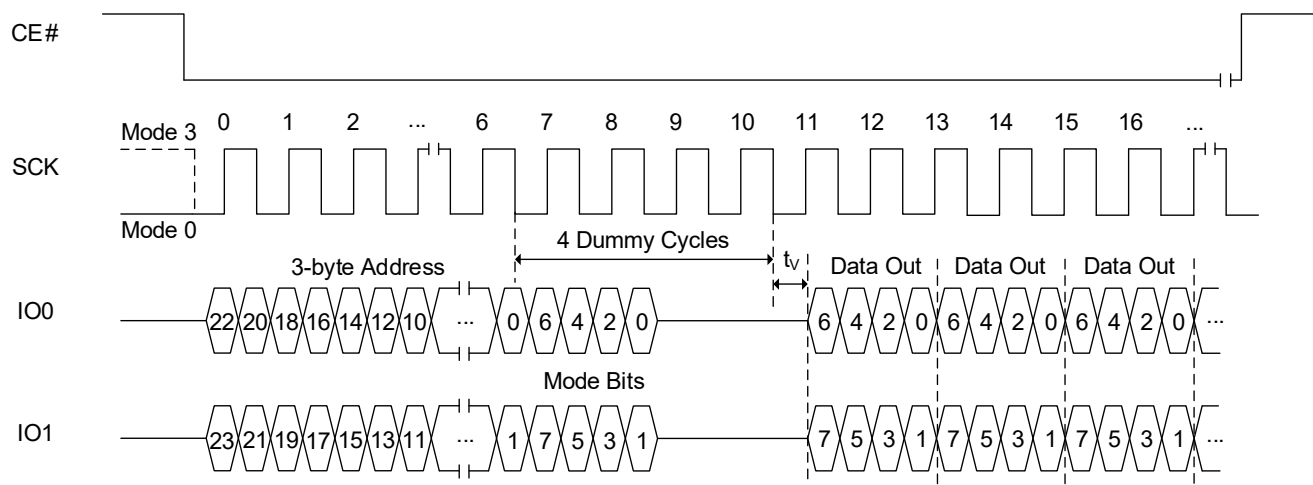 CE#
Mode 3 0 1 2 ... 6 7 8 9 10 11 12 13 14 15 16 ...
SCK
Mode 0
4 Dummy Cycles
3-byte Address tV Data Out Data Out Data Out
IO0 22 20 18 16 14 12 10 ... 0 6 4 2 0 6 4 2 0 6 4 2 0 6 4 2 0 ...
Mode Bits
IO1 23 21 19 17 15 13 11 ... 1 7 5 3 1 7 5 3 1 7 5 3 1 7 5 3 1 ...